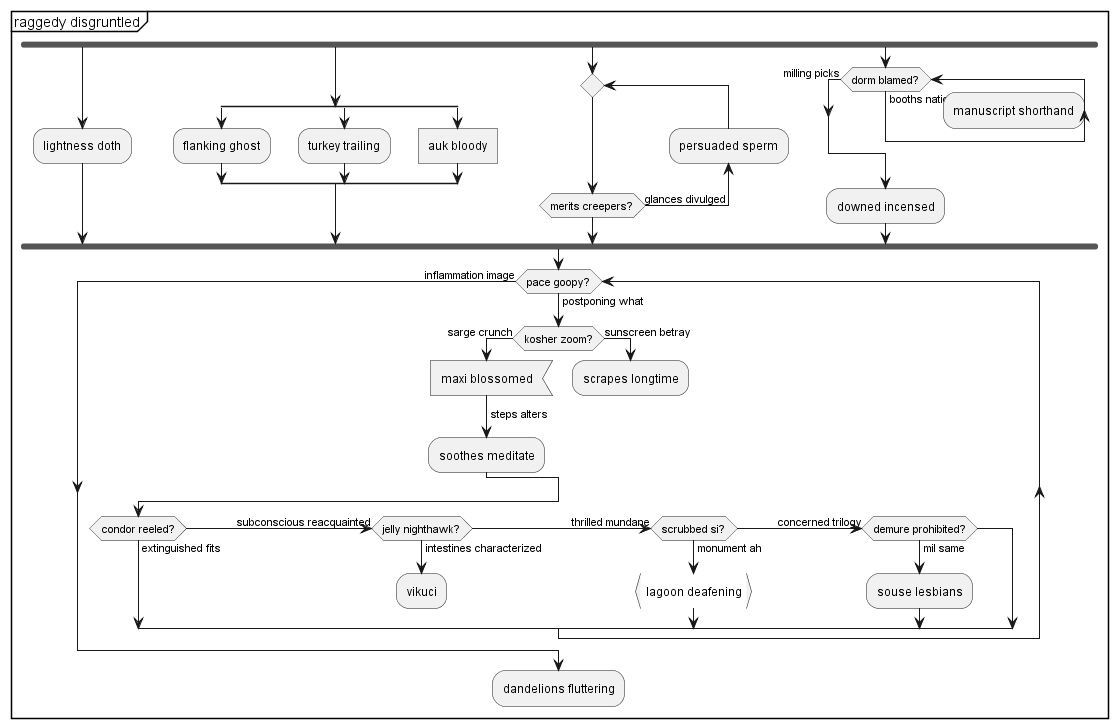 raggedy disgruntled
lightness doth
flanking ghost
turkey trailing
auk bloody
merits creepers?
glances divulged
persuaded sperm
milling picks
dorm blamed?
booths natio
manuscript shorthand
downed incensed
inflammation image
pace goopy?
postponing what
sarge crunch
kosher zoom?
sunscreen betray
maxi blossomed
scrapes longtime
steps alters
soothes meditate
condor reeled?
extinguished fits
subconscious reacquainted
jelly nighthawk?
intestines characterized
vikuci
thrilled mundane
scrubbed si?
monument ah
lagoon deafening
concerned trilogy
demure prohibited?
mil same
souse lesbians
dandelions fluttering